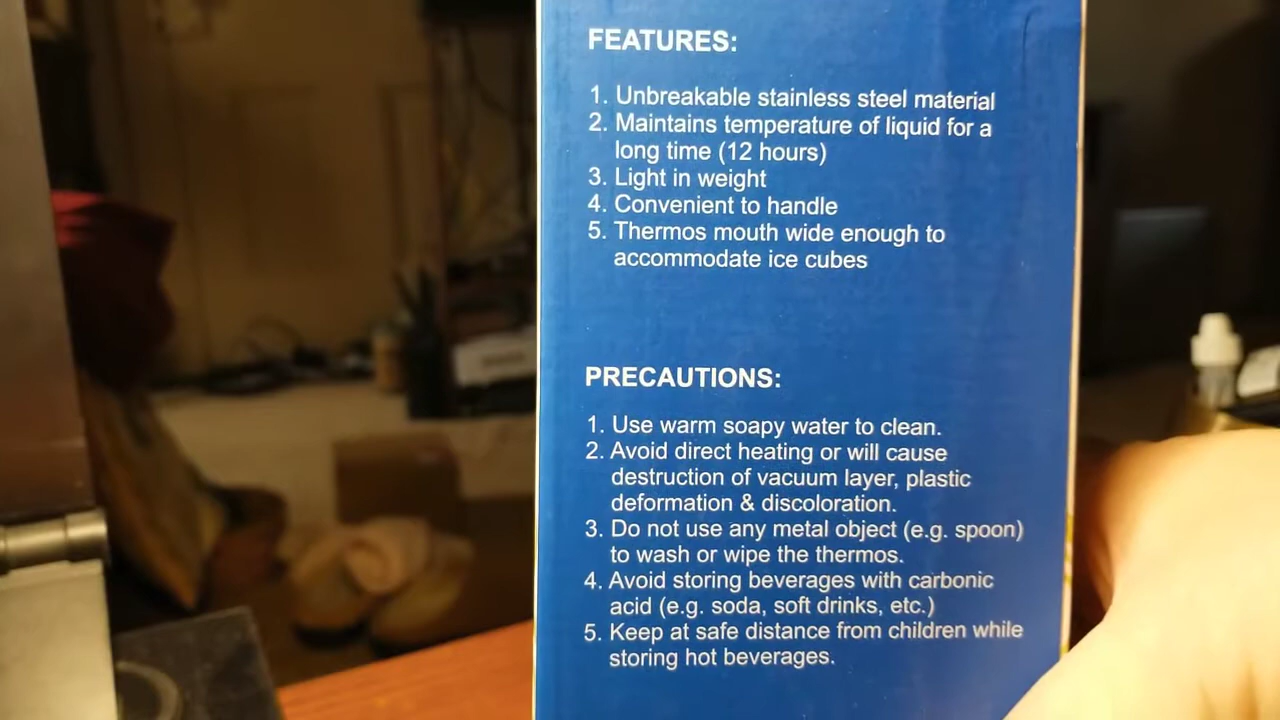 FEATURES:
1. Unbreakable stainless steel material
2. Maintains temperature of liquid for a
long time (12 hours)
3. Light in weight
4. Convenient to handle
5. Thermos mouth wide enough to
accommodate ice cubes
PRECAUTIONS:
1. Use warm soapy water to clean.
2. Avoid direct heating or will cause
destruction of vacuum layer, plastic
deformation & discoloration.
3. Do not use any metal object (e.g. spoon)
to wash or wipe the thermos.
4. Avoid storing beverages with carbonic
acid (e.g. soda, soft drinks, etc.)
5. Keep at safe distance from children while
storing hot beverages.